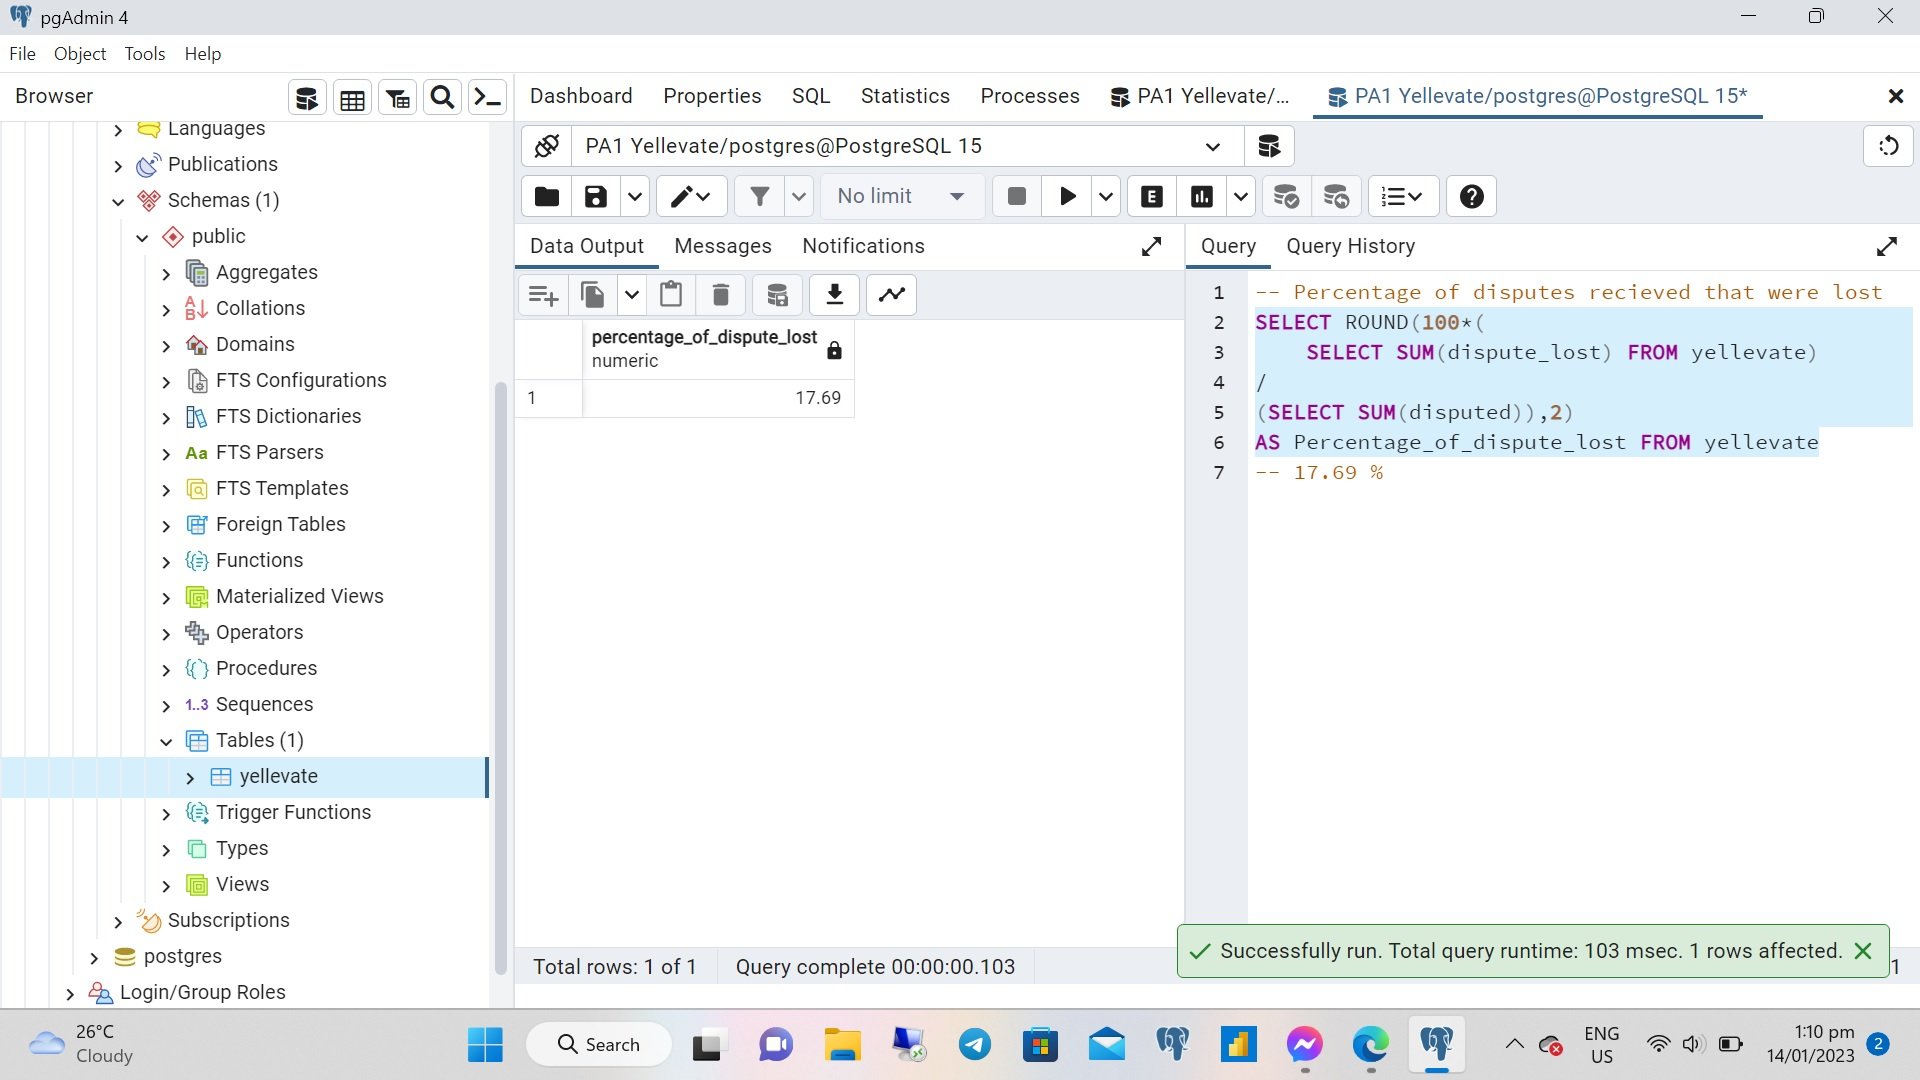 pgAdmin 4
File Object Tools Help
Browser
Dashboard Properties SQL Statistics Processes PA1 Yellevate/... PA1 Yellevate/postgres@PostgreSQL 15*
Languages
Publications
Schemas (1)
public
Aggregates
Collations
Domains
FTS Configurations
FTS Dictionaries
Aa FTS Parsers
FTS Templates
Foreign Tables
Functions
Materialized Views
Operators
Procedures
1..3 Sequences
Tables (1)
yellevate
Trigger Functions
Types
Views
Subscriptions
postgres
Login/Group Roles
PA1 Yellevate/postgres@PostgreSQL 15
No limit
E
Data Output Messages Notifications
percentage_of_dispute_lost
numeric
1 17.69
Total rows: 1 of 1 Query complete 00:00:00.103
Query Query History
1 -- Percentage of disputes recieved that were lost
2 SELECT ROUND(100*(
3 SELECT SUM(dispute_lost) FROM yellevate)
4 /
5 (SELECT SUM(disputed)),2)
6 AS Percentage_of_dispute_lost FROM yellevate
7 -- 17.69 %
Successfully run. Total query runtime: 103 msec. 1 rows affected.
1
26°C
Cloudy
Search
ENG
US
1:10 pm
14/01/2023
2